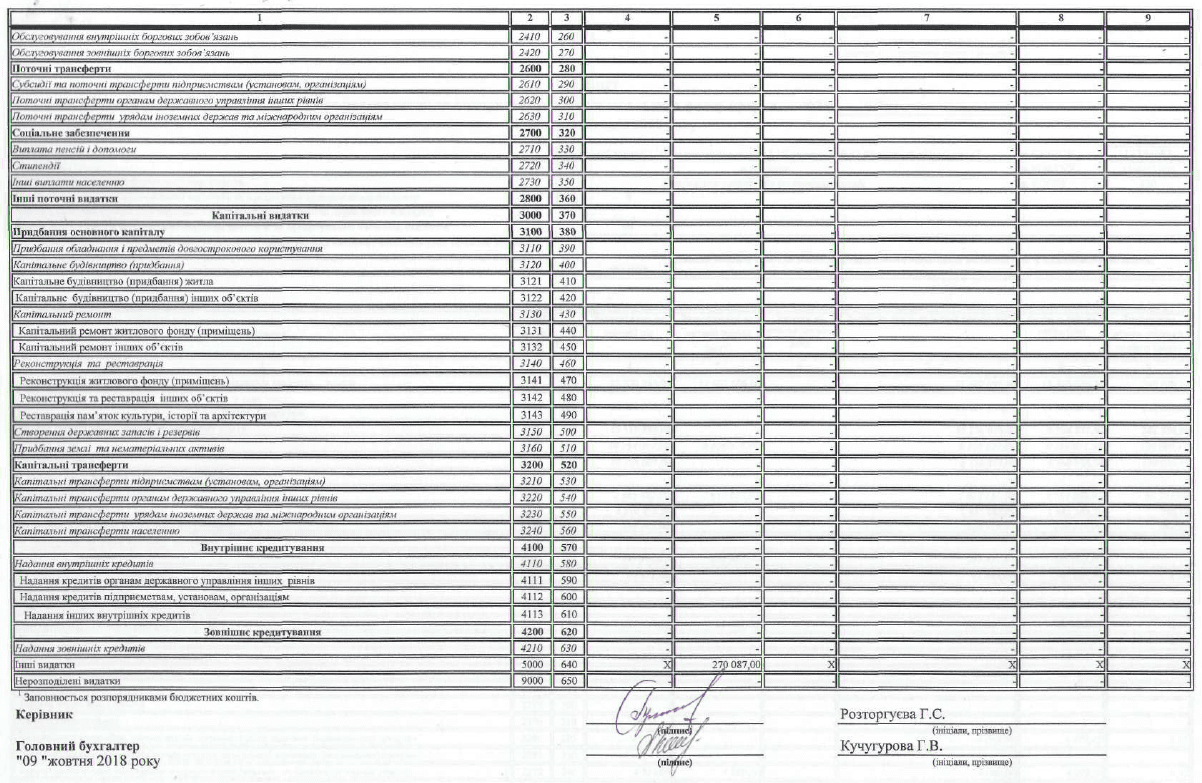 1 2 3 4 5 6 7 8 9
Обслуговування внутрішніх боргових зобов’язань 2410 260 - - - - - -
Обслуговування зовнішніх боргових зобов’язань 2420 270 - - - - - -
Поточні трансферти 2600 280 - - - - - -
Субсидії та поточні трансферти підприємствам (установам, організаціям) 2610 290 - - - - - -
Поточні трансферти органам державного управління інших рівнів 2620 300 - - - - - -
Поточні трансферти урядам іноземних держав та міжнародним організаціям 2630 310 - - - - - -
Соціальне забезпечення 2700 320 - - - - - -
Виплата пенсій і допомоги 2710 330 - - - - - -
Стипендії 2720 340 - - - - - -
Інші виплати населенню 2730 350 - - - - - -
Інші поточні видатки 2800 360 - - - - - -
Капітальні видатки 3000 370 - - - - - -
Придбання основного капіталу 3100 380 - - - - - -
Придбання обладнання і предметів довгострокового користування 3110 390 - - - - - -
Капітальне будівництво (придбання) 3120 400 - - - - - -
Капітальне будівництво (придбання) житла 3121 410 - - - - - -
Капітальне будівництво (придбання) інших об’єктів 3122 420 - - - - - -
Капітальний ремонт 3130 430 - - - - - -
Капітальний ремонт житлового фонду (приміщень) 3131 440 - - - - - -
Капітальний ремонт інших об’єктів 3132 450 - - - - - -
Реконструкція та реставрація 3140 460 - - - - - -
Реконструкція житлового фонду (приміщень) 3141 470 - - - - - -
Реконструкція та реставрація інших об’єктів 3142 480 - - - - - -
Реставрація пам’яток культури, історії та архітектури 3143 490 - - - - - -
Створення державних запасів і резервів 3150 500 - - - - - -
Придбання землі та нематеріальних активів 3160 510 - - - - - -
Капітальні трансферти 3200 520 - - - - - -
Капітальні трансферти підприємствам (установам, організаціям) 3210 530 - - - - - -
Капітальні трансферти органам державного управління інших рівнів 3220 540 - - - - - -
Капітальні трансферти урядам іноземних держав та міжнародним організаціям 3230 550 - - - - - -
Капітальні трансферти населенню 3240 560 - - - - - -
Внутрішнє кредитування 4100 570 - - - - - -
Надання внутрішніх кредитів 4110 580 - - - - - -
Надання кредитів органам державного управління інших рівнів 4111 590 - - - - - -
Надання кредитів підприємствам, установам, організаціям 4112 600 - - - - - -
Надання інших внутрішніх кредитів 4113 610 - - - - - -
Зовнішнє кредитування 4200 620 - - - - - -
Надання зовнішніх кредитів 4210 630 - - - - - -
Інші видатки 5000 640 X 270 087,00 X X X X
Нерозподілені видатки 9000 650 - - - - - -
1 Заповнюється розпорядниками бюджетних коштів.
Керівник Розторгуєва Г.С.
(підпис) (ініціали, прізвище)
Головний бухгалтер Кучугурова Г.В.
"09 "жовтня 2018 року (підпис) (ініціали, прізвище)